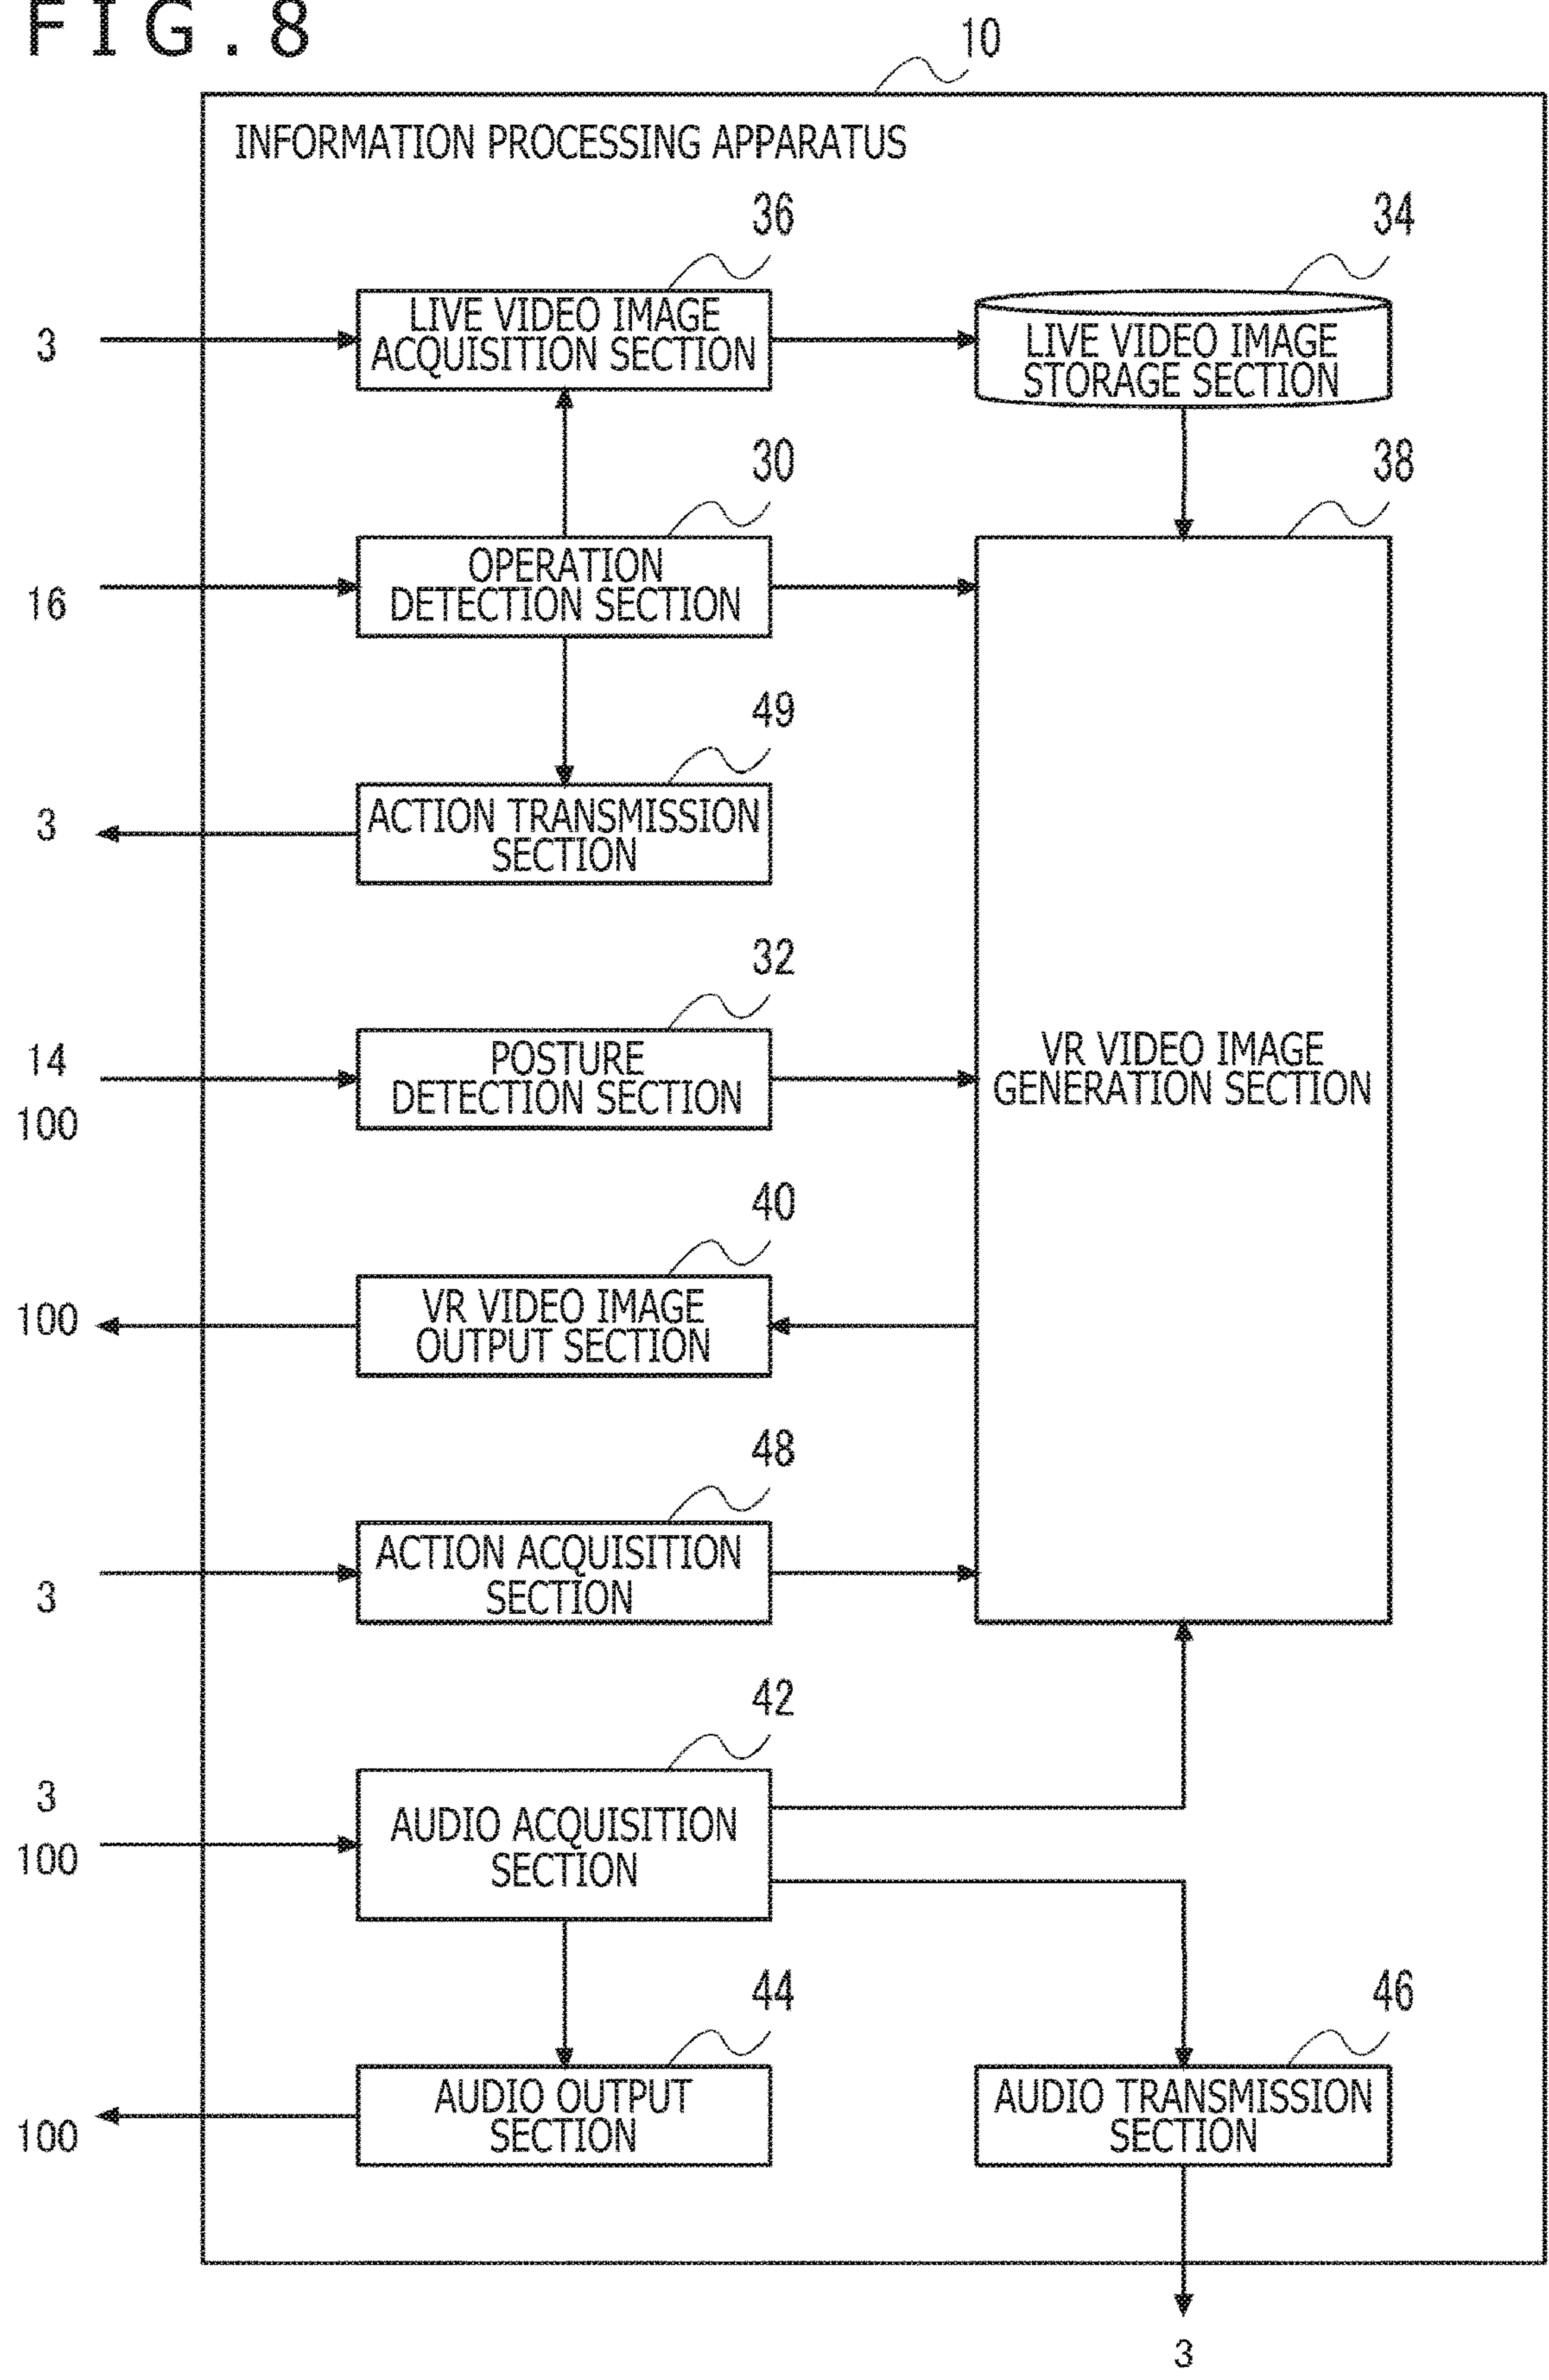 FIG.8
10
INFORMATION PROCESSING APPARATUS
36
34
3
LIVE VIDEO IMAGE
ACQUISITION SECTION
LIVE VIDEO IMAGE
STORAGE SECTION
30
38
16
OPERATION
DETECTION SECTION
49
3
ACTION TRANSMISSION
SECTION
32
14
100
POSTURE
DETECTION SECTION
VR VIDEO IMAGE
GENERATION SECTION
40
100
VR VIDEO IMAGE
OUTPUT SECTION
48
3
ACTION ACQUISITION
SECTION
42
3
100
AUDIO ACQUISITION
SECTION
44
46
100
AUDIO OUTPUT
SECTION
AUDIO TRANSMISSION
SECTION
3